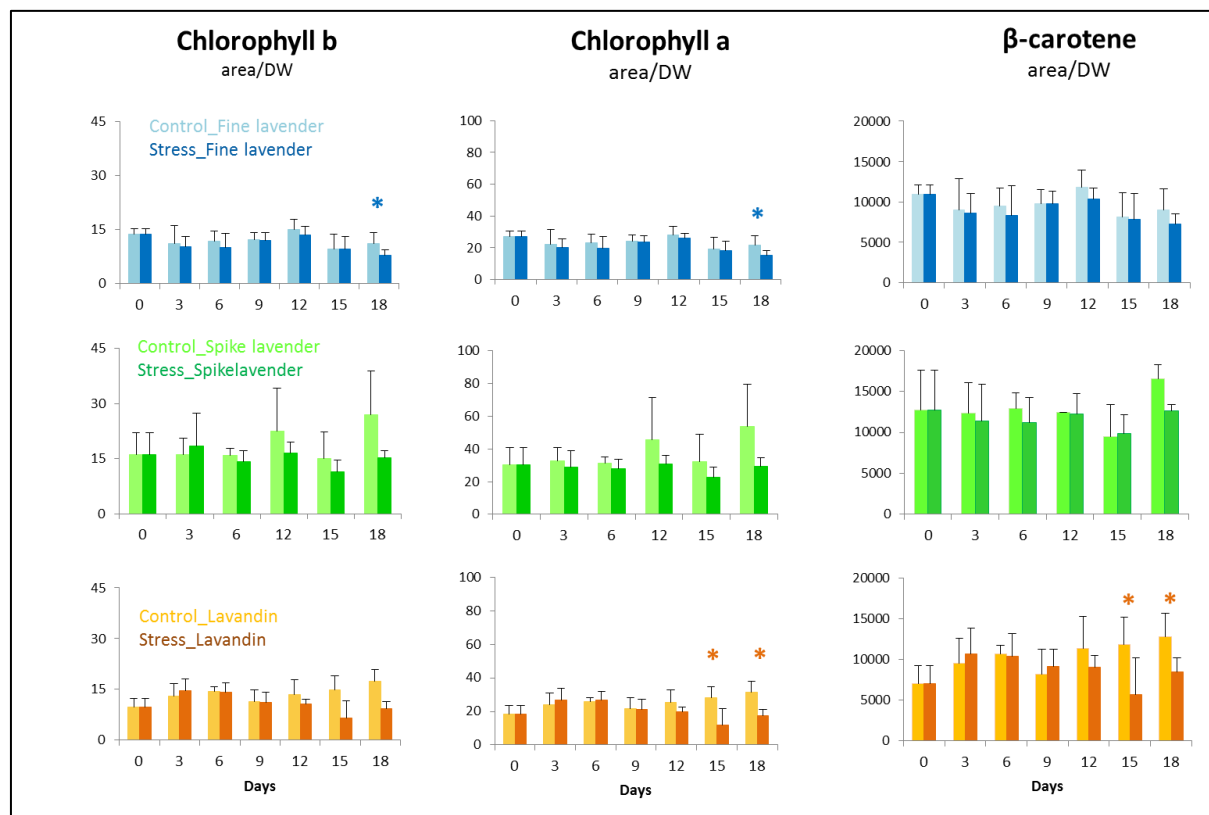 Chlorophyll b
area/DW
Chlorophyll a
area/DW
β-carotene
area/DW
45
30
15
0
Control_Fine lavender
Stress_Fine lavender
*
0 3 6 9 12 15 18
100
80
60
40
20
0
*
0 3 6 9 12 15 18
20000
15000
10000
5000
0
0 3 6 9 12 15 18
45
30
15
0
Control_Spike lavender
Stress_Spikelavender
0 3 6 12 15 18
100
80
60
40
20
0
0 3 6 12 15 18
20000
15000
10000
5000
0
0 3 6 12 15 18
45
30
15
0
Control_Lavandin
Stress_Lavandin
0 3 6 9 12 15 18
Days
100
80
60
40
20
0
* *
0 3 6 9 12 15 18
Days
20000
15000
10000
5000
0
* *
0 3 6 9 12 15 18
Days